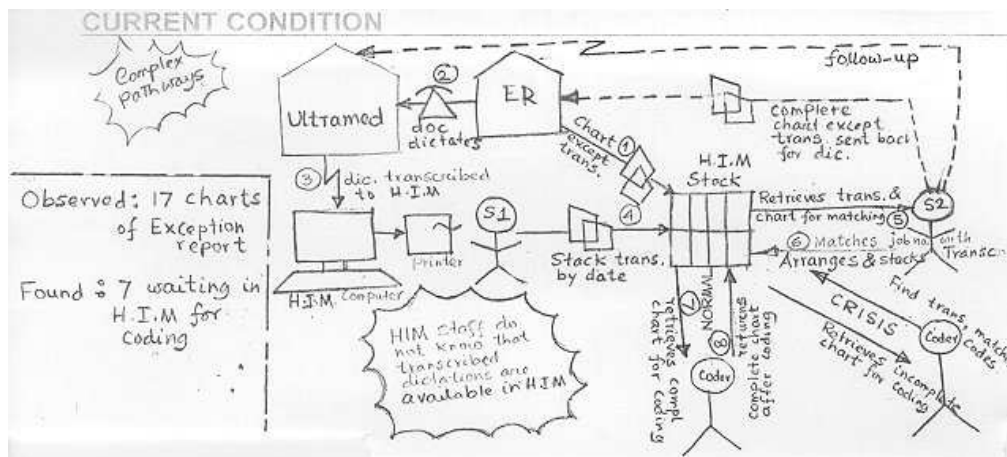 CURRENT CONDITION
Complex
Pathways
Ultramed
②
doc
dictates
ER
follow-up
complete
chart except
trans. sent back
for dic.
Chart ①
except
trans.
H.I.M
Stack
③ dic. transcribed
to H.I.M
④
Retrieves trans. &
chart for matching ⑤
S2
⑥ Matches job no. with
Transcr.
Arranges & stacks
Observed: 17 charts
of Exception
report
Found: 7 waiting in
H.I.M for
Coding
H.I.M Computer
Printer
S1
Stack trans.
by date
HIM Staff do
not know that
transcribed
dictations are
available in H.I.M
⑦
retrieves compl
chart for coding
NORMAL
⑧
returns
complete chart
after coding
Coder
CRISIS
Retrieves incomplete
chart for coding
Coder
Find trans, match
codes